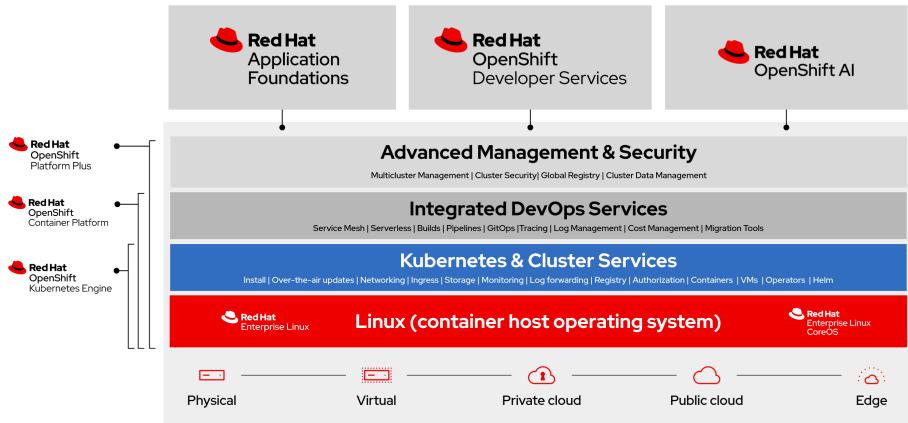 Red Hat
Application
Foundations
Red Hat
OpenShift
Developer Services
Red Hat
OpenShift AI
Red Hat
OpenShift
Platform Plus
Red Hat
OpenShift
Container Platform
Red Hat
OpenShift
Kubernetes Engine
Advanced Management & Security
Multicluster Management | Cluster Security| Global Registry | Cluster Data Management
Integrated DevOps Services
Service Mesh | Serverless | Builds | Pipelines | GitOps |Tracing | Log Management | Cost Management | Migration Tools
Kubernetes & Cluster Services
Install | Over-the-air updates | Networking | Ingress | Storage | Monitoring | Log forwarding | Registry | Authorization | Containers | VMs | Operators | Helm
Red Hat
Enterprise Linux
Linux (container host operating system)
Red Hat
Enterprise Linux
CoreOS
Physical
Virtual
Private cloud
Public cloud
Edge